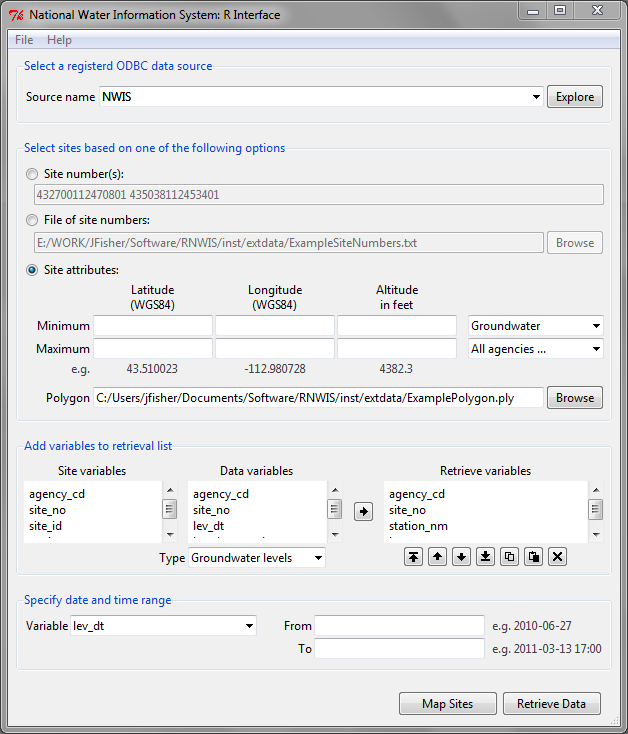 National Water Information System: R Interface
File Help
Select a registerd ODBC data source
Source name NWIS Explore
Select sites based on one of the following options
Site number(s):
432700112470801 435038112453401
File of site numbers:
E:/WORK/JFisher/Software/RNWIS/inst/extdata/ExampleSiteNumbers.txt Browse
Site attributes:
Latitude Longitude Altitude
(WGS84) (WGS84) in feet
Minimum Groundwater
Maximum All agencies ...
e.g. 43.510023 -112.980728 4382.3
Polygon C:/Users/jfisher/Documents/Software/RNWIS/inst/extdata/ExamplePolygon.ply Browse
Add variables to retrieval list
Site variables Data variables Retrieve variables
agency_cd agency_cd agency_cd
site_no site_no site_no
site_id lev_dt station_nm
Type Groundwater levels
Specify date and time range
Variable lev_dt From e.g. 2010-06-27
To e.g. 2011-03-13 17:00
Map Sites Retrieve Data